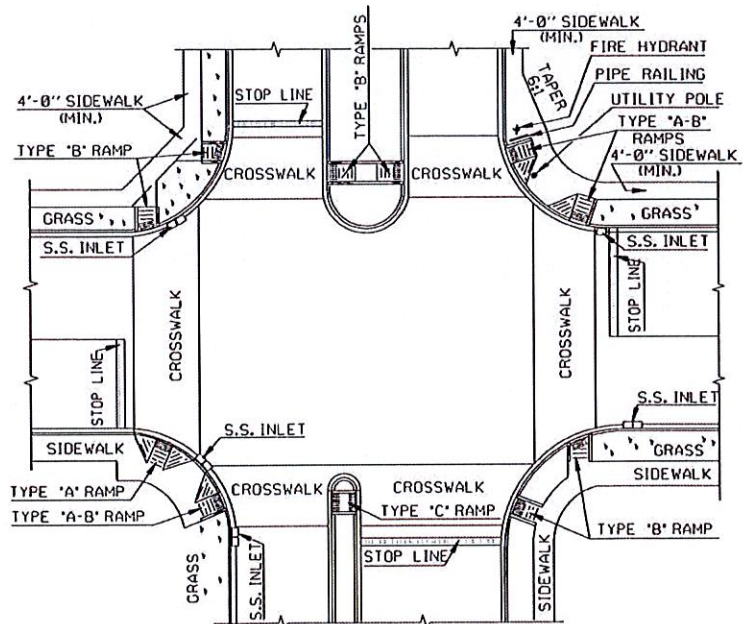 4'-0" SIDEWALK
(MIN.)
FIRE HYDRANT
PIPE RAILING
UTILITY POLE
TYPE "A-B"
RAMPS
4'-0" SIDEWALK
(MIN.)
TAPER
6:1
TYPE "B" RAMPS
STOP LINE
4'-0" SIDEWALK
(MIN.)
TYPE "B" RAMP
CROSSWALK
CROSSWALK
GRASS
GRASS
S.S. INLET
S.S. INLET
STOP LINE
CROSSWALK
CROSSWALK
STOP LINE
S.S. INLET
S.S. INLET
SIDEWALK
GRASS
SIDEWALK
TYPE "A" RAMP
TYPE "A-B" RAMP
CROSSWALK
CROSSWALK
TYPE "C" RAMP
TYPE "B" RAMP
STOP LINE
GRASS
S.S. INLET
SIDEWALK